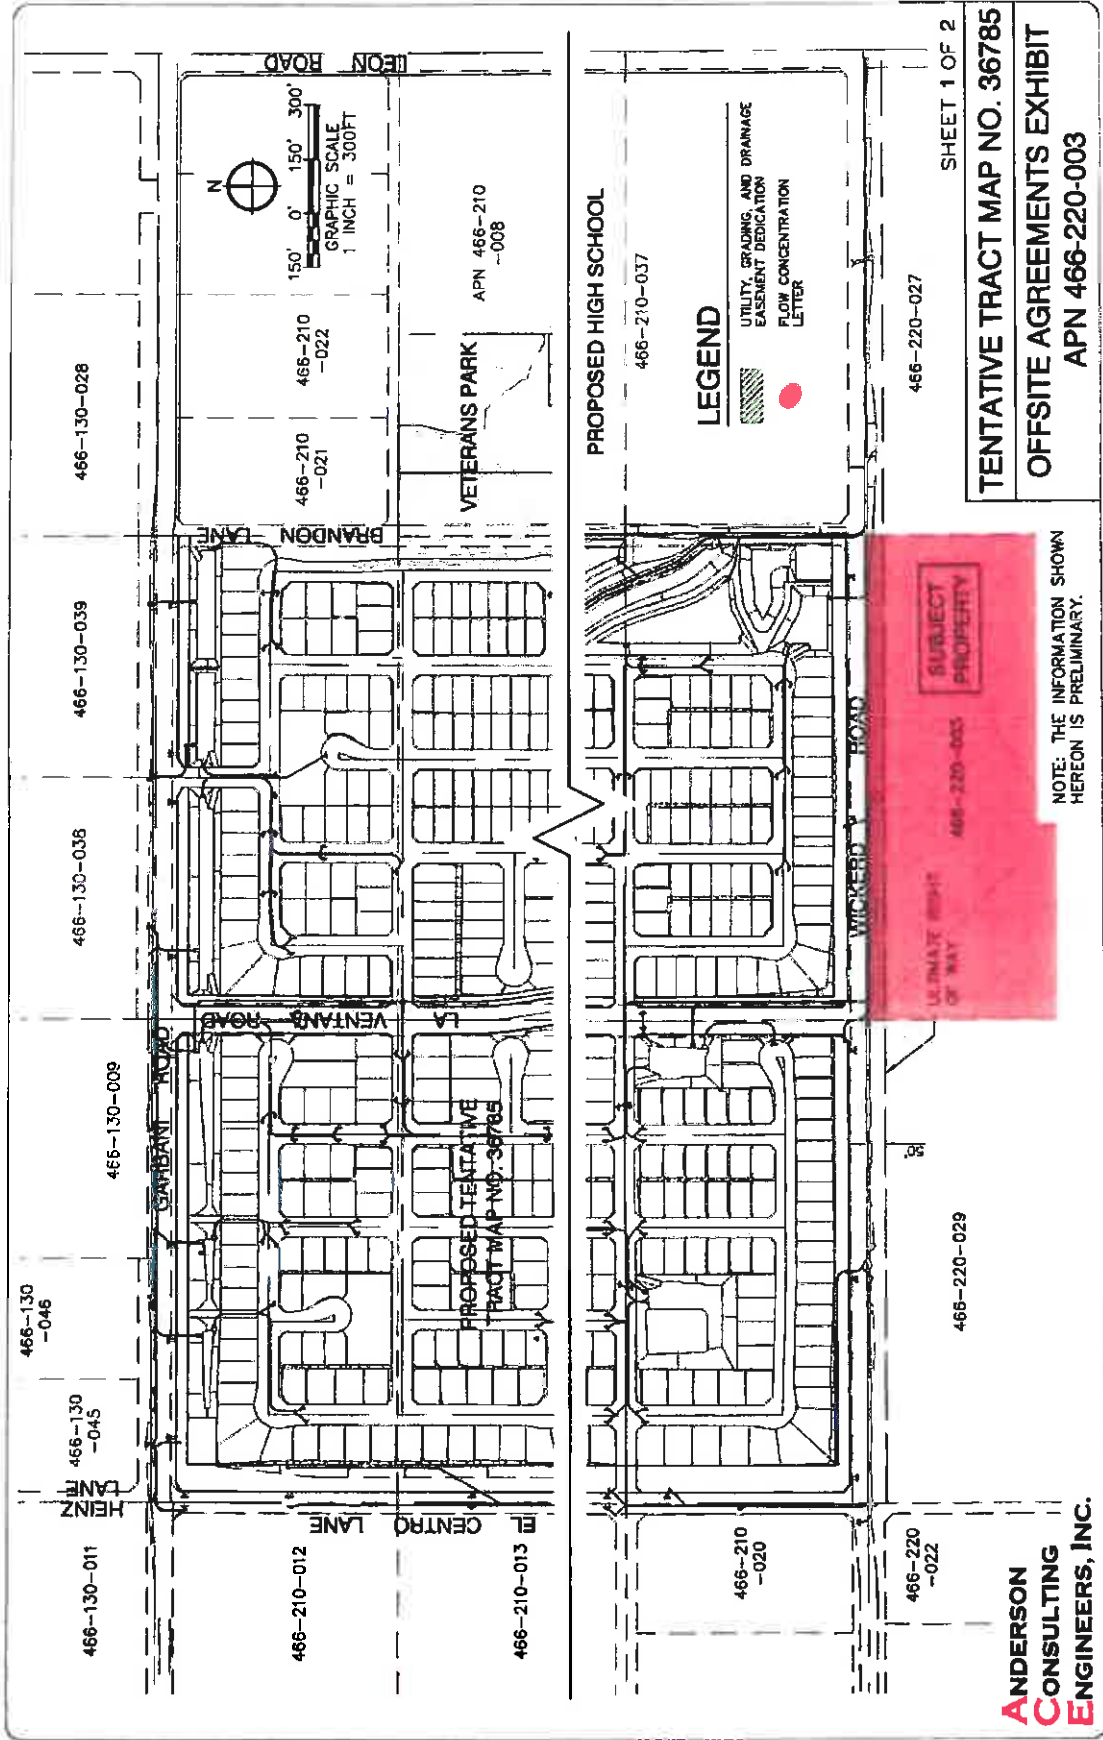 466-130
-046
466-130-028
466-130-039
466-130-038
466-130-009
466-130
-045
HEINZ
LANE
466-130-011
GARBANI ROAD
LEON ROAD
N
150' 0' 150' 300'
GRAPHIC SCALE
1 INCH = 300FT
466-210
-022
466-210
-021
BRANDON LANE
LA VENTANA ROAD
EL CENTRO LANE
466-210-012
466-210-013
APN 466-210
-008
VETERANS PARK
PROPOSED TENTATIVE
TRACT MAP NO. 36785
PROPOSED HIGH SCHOOL
466-210-037
LEGEND
UTILITY, GRADING, AND DRAINAGE
EASEMENT DEDICATION
FLOW CONCENTRATION
LETTER
466-210
-020
WICKERD ROAD
WICKERD
466-220-027
466-220
-022
466-220-029
50'
ULTIMATE RIGHT
OF WAY
466-220-003
SUBJECT
PROPERTY
NOTE: THE INFORMATION SHOWN
HEREON IS PRELIMINARY.
SHEET 1 OF 2
TENTATIVE TRACT MAP NO. 36785
OFFSITE AGREEMENTS EXHIBIT
APN 466-220-003
ANDERSON
CONSULTING
ENGINEERS, INC.